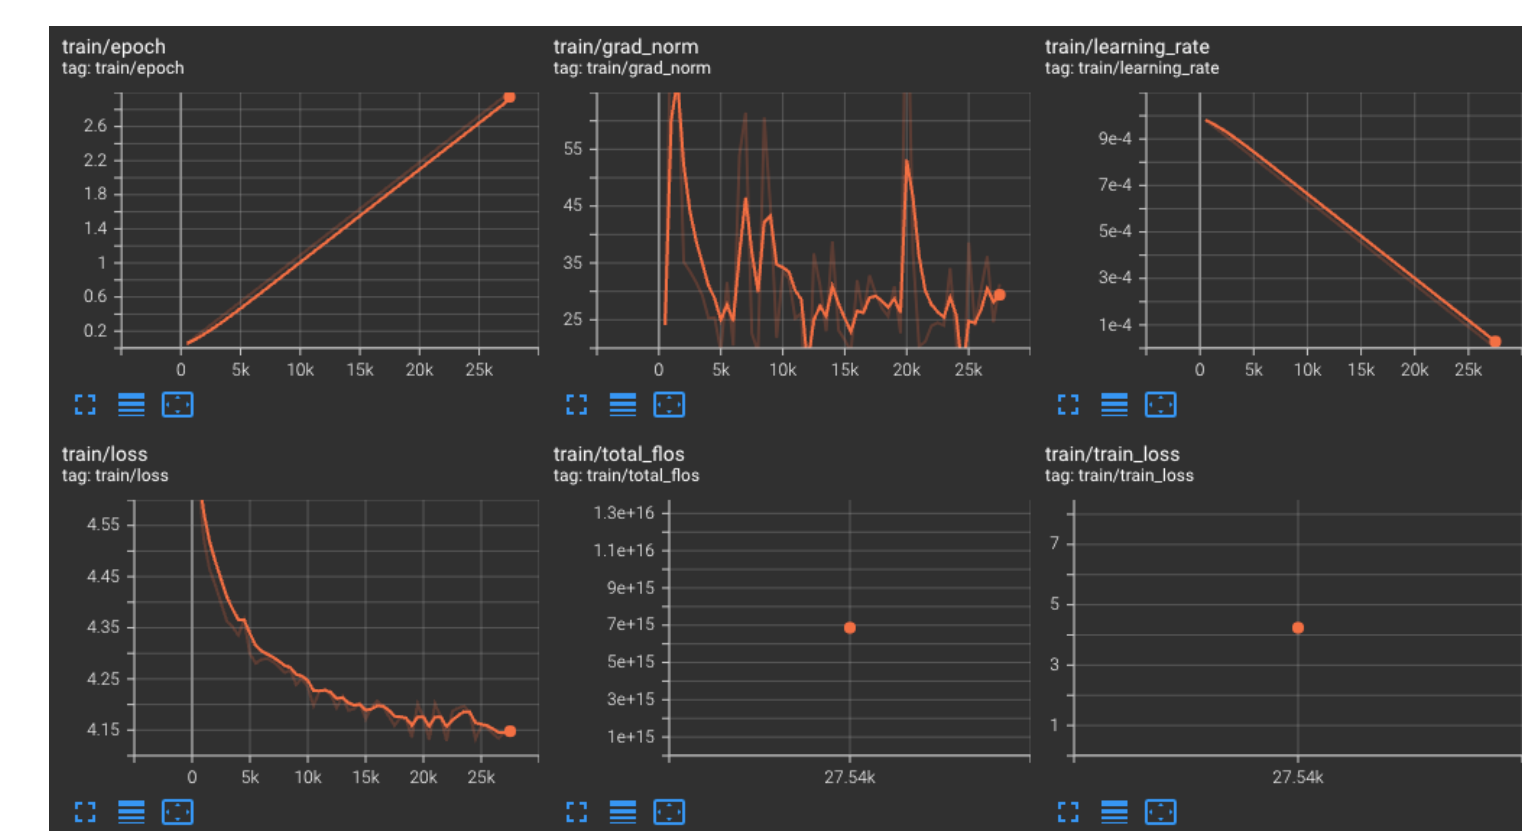 train/epoch
tag: train/epoch
2.6
2.2
1.8
1.4
1
0.6
0.2
0 5k 10k 15k 20k 25k
train/grad_norm
tag: train/grad_norm
55
45
35
25
0 5k 10k 15k 20k 25k
train/learning_rate
tag: train/learning_rate
9e-4
7e-4
5e-4
3e-4
1e-4
0 5k 10k 15k 20k 25k
train/loss
tag: train/loss
4.55
4.45
4.35
4.25
4.15
0 5k 10k 15k 20k 25k
train/total_flos
tag: train/total_flos
1.3e+16
1.1e+16
9e+15
7e+15
5e+15
3e+15
1e+15
27.54k
train/train_loss
tag: train/train_loss
7
5
3
1
27.54k